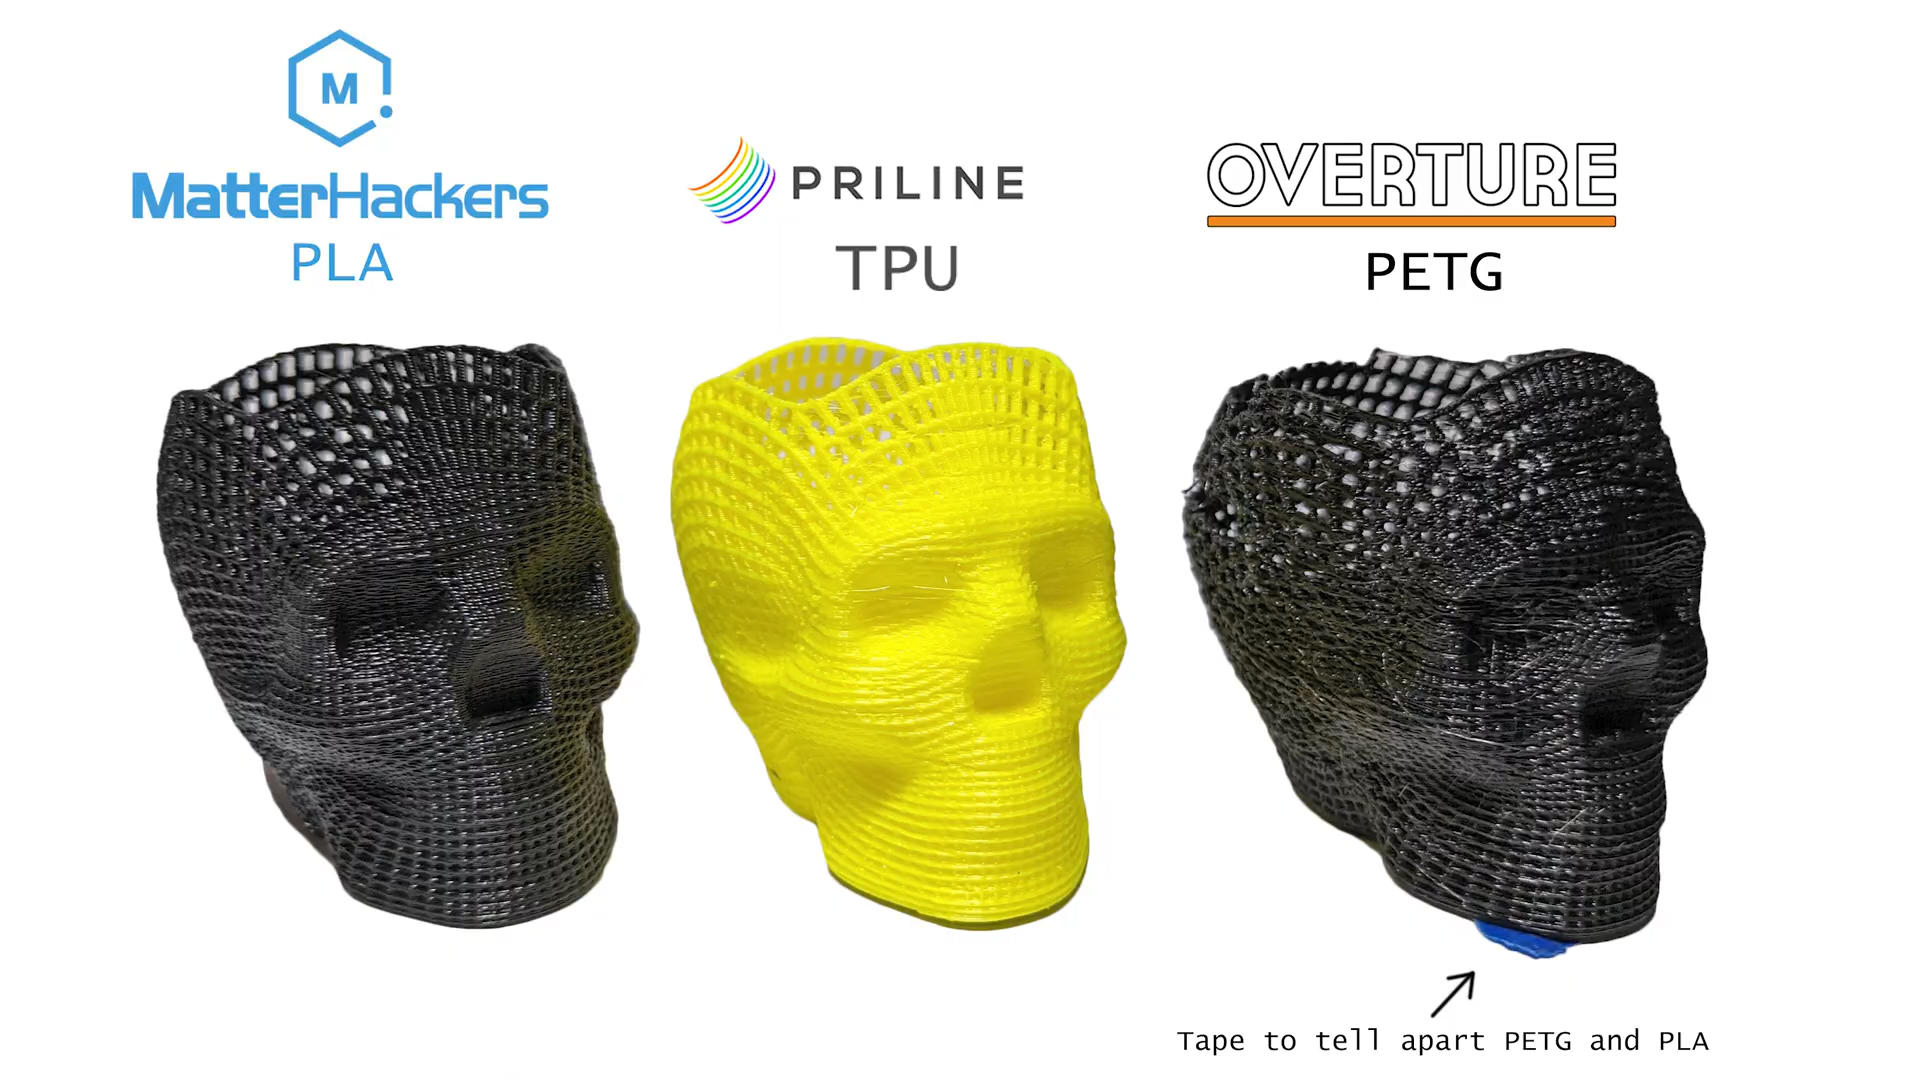 M
MatterHackers
PLA
PRILINE
TPU
OVERTURE
PETG
Tape to tell apart PETG and PLA